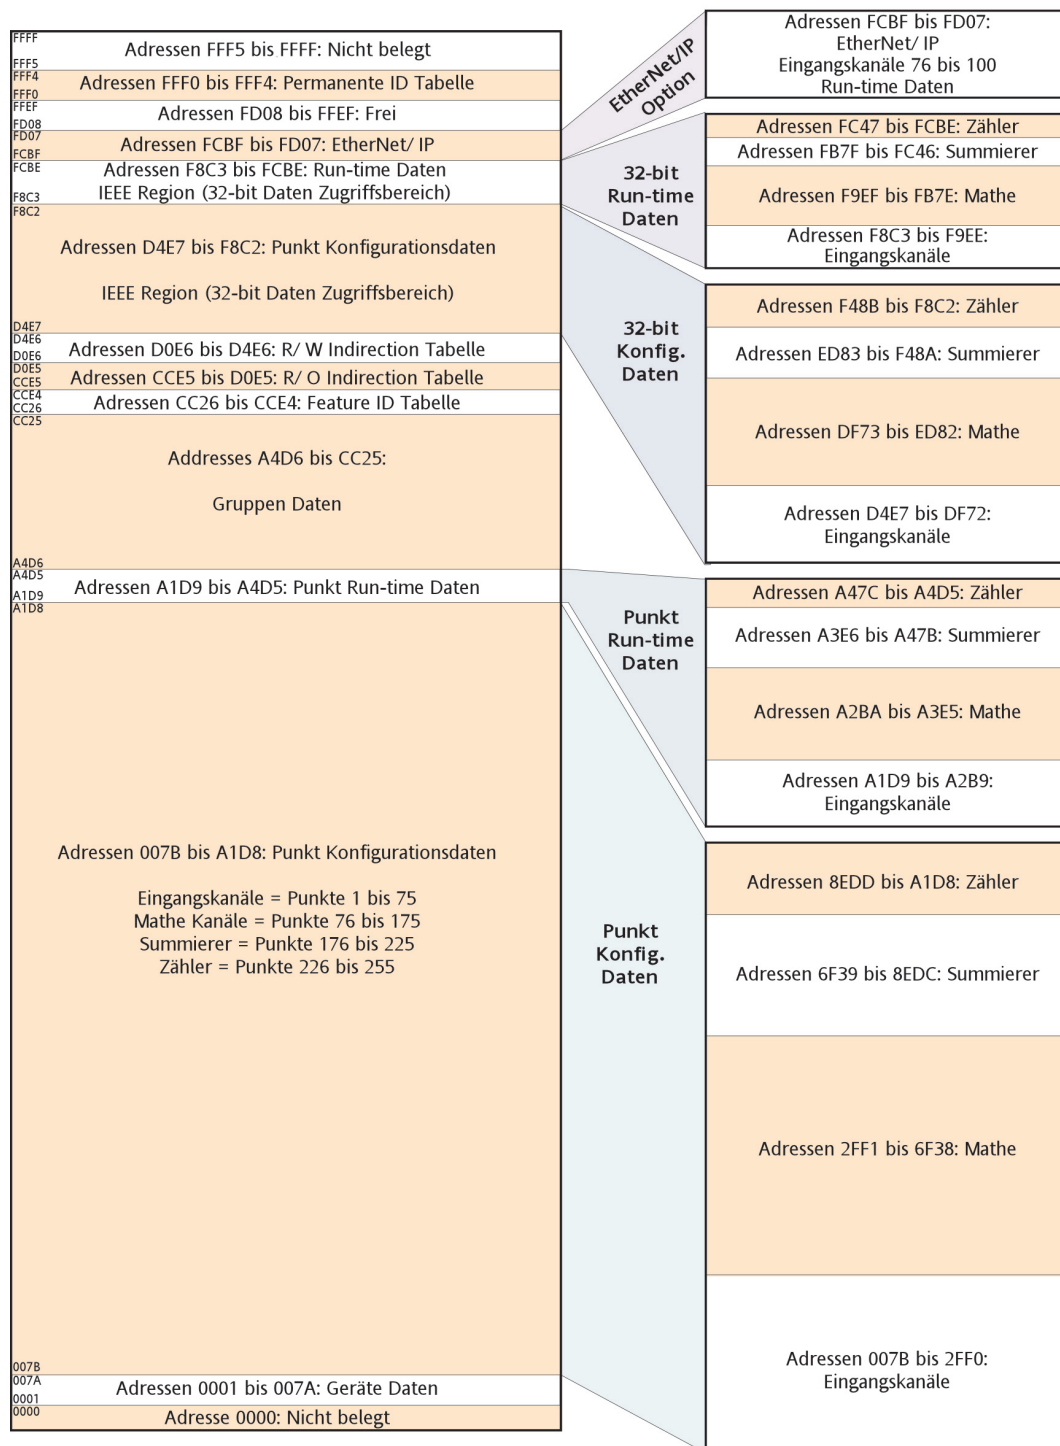 FFFF
Adressen FFF5 bis FFFF: Nicht belegt
FFF5
FFF4
Adressen FFF0 bis FFF4: Permanente ID Tabelle
FFF0
FFEF
Adressen FD08 bis FFEF: Frei
FD08
FD07
Adressen FCBF bis FD07: EtherNet/ IP
FCBF
FCBE
Adressen F8C3 bis FCBE: Run-time Daten
IEEE Region (32-bit Daten Zugriffsbereich)
F8C3
F8C2
Adressen D4E7 bis F8C2: Punkt Konfigurationsdaten
IEEE Region (32-bit Daten Zugriffsbereich)
D4E7
D4E6
Adressen D0E6 bis D4E6: R/ W Indirection Tabelle
D0E6
D0E5
Adressen CCE5 bis D0E5: R/ O Indirection Tabelle
CCE5
CCE4
Adressen CC26 bis CCE4: Feature ID Tabelle
CC26
CC25
Addresses A4D6 bis CC25:
Gruppen Daten
A4D6
A4D5
Adressen A1D9 bis A4D5: Punkt Run-time Daten
A1D9
A1D8
Adressen 007B bis A1D8: Punkt Konfigurationsdaten
Eingangskanäle = Punkte 1 bis 75
Mathe Kanäle = Punkte 76 bis 175
Summierer = Punkte 176 bis 225
Zähler = Punkte 226 bis 255
007B
007A
Adressen 0001 bis 007A: Geräte Daten
0001
0000
Adresse 0000: Nicht belegt
EtherNet/IP
Option
Adressen FCBF bis FD07:
EtherNet/ IP
Eingangskanäle 76 bis 100
Run-time Daten
32-bit
Run-time
Daten
Adressen FC47 bis FCBE: Zähler
Adressen FB7F bis FC46: Summierer
Adressen F9EF bis FB7E: Mathe
Adressen F8C3 bis F9EE:
Eingangskanäle
32-bit
Konfig.
Daten
Adressen F48B bis F8C2: Zähler
Adressen ED83 bis F48A: Summierer
Adressen DF73 bis ED82: Mathe
Adressen D4E7 bis DF72:
Eingangskanäle
Punkt
Run-time
Daten
Adressen A47C bis A4D5: Zähler
Adressen A3E6 bis A47B: Summierer
Adressen A2BA bis A3E5: Mathe
Adressen A1D9 bis A2B9:
Eingangskanäle
Punkt
Konfig.
Daten
Adressen 8EDD bis A1D8: Zähler
Adressen 6F39 bis 8EDC: Summierer
Adressen 2FF1 bis 6F38: Mathe
Adressen 007B bis 2FF0:
Eingangskanäle